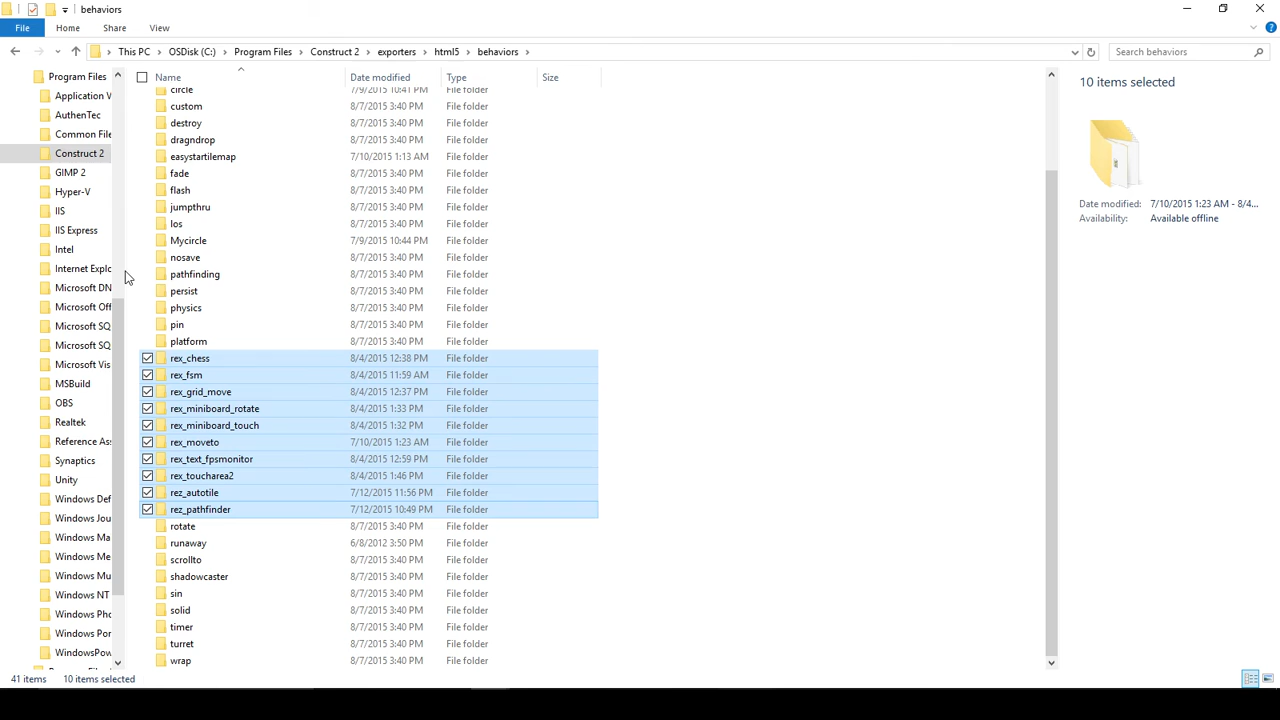 behaviors
File Home Share View
This PC OSDisk (C:) Program Files Construct 2 exporters html5 behaviors
Search behaviors
Program Files
Application V
AuthenTec
Common File
Construct 2
GIMP 2
Hyper-V
IIS
IIS Express
Intel
Internet Explo
Microsoft DN
Microsoft Off
Microsoft SQ
Microsoft SQ
Microsoft Vis
MSBuild
OBS
Realtek
Reference Ass
Synaptics
Unity
Windows Def
Windows Jou
Windows Ma
Windows Me
Windows Mu
Windows NT
Windows Pho
Windows Por
WindowsPow
Name Date modified Type Size
circle 7/9/2015 10:41 PM File folder
custom 8/7/2015 3:40 PM File folder
destroy 8/7/2015 3:40 PM File folder
dragndrop 8/7/2015 3:40 PM File folder
easystartilemap 7/10/2015 1:13 AM File folder
fade 8/7/2015 3:40 PM File folder
flash 8/7/2015 3:40 PM File folder
jumpthru 8/7/2015 3:40 PM File folder
los 8/7/2015 3:40 PM File folder
Mycircle 7/9/2015 10:44 PM File folder
nosave 8/7/2015 3:40 PM File folder
pathfinding 8/7/2015 3:40 PM File folder
persist 8/7/2015 3:40 PM File folder
physics 8/7/2015 3:40 PM File folder
pin 8/7/2015 3:40 PM File folder
platform 8/7/2015 3:40 PM File folder
rex_chess 8/4/2015 12:38 PM File folder
rex_fsm 8/4/2015 11:59 AM File folder
rex_grid_move 8/4/2015 12:37 PM File folder
rex_miniboard_rotate 8/4/2015 1:33 PM File folder
rex_miniboard_touch 8/4/2015 1:32 PM File folder
rex_moveto 7/10/2015 1:23 AM File folder
rex_text_fpsmonitor 8/4/2015 12:59 PM File folder
rex_toucharea2 8/4/2015 1:46 PM File folder
rez_autotile 7/12/2015 11:56 PM File folder
rez_pathfinder 7/12/2015 10:49 PM File folder
rotate 8/7/2015 3:40 PM File folder
runaway 6/8/2012 3:50 PM File folder
scrollto 8/7/2015 3:40 PM File folder
shadowcaster 8/7/2015 3:40 PM File folder
sin 8/7/2015 3:40 PM File folder
solid 8/7/2015 3:40 PM File folder
timer 8/7/2015 3:40 PM File folder
turret 8/7/2015 3:40 PM File folder
wrap 8/7/2015 3:40 PM File folder
10 items selected
Date modified: 7/10/2015 1:23 AM - 8/4...
Availability: Available offline
41 items 10 items selected